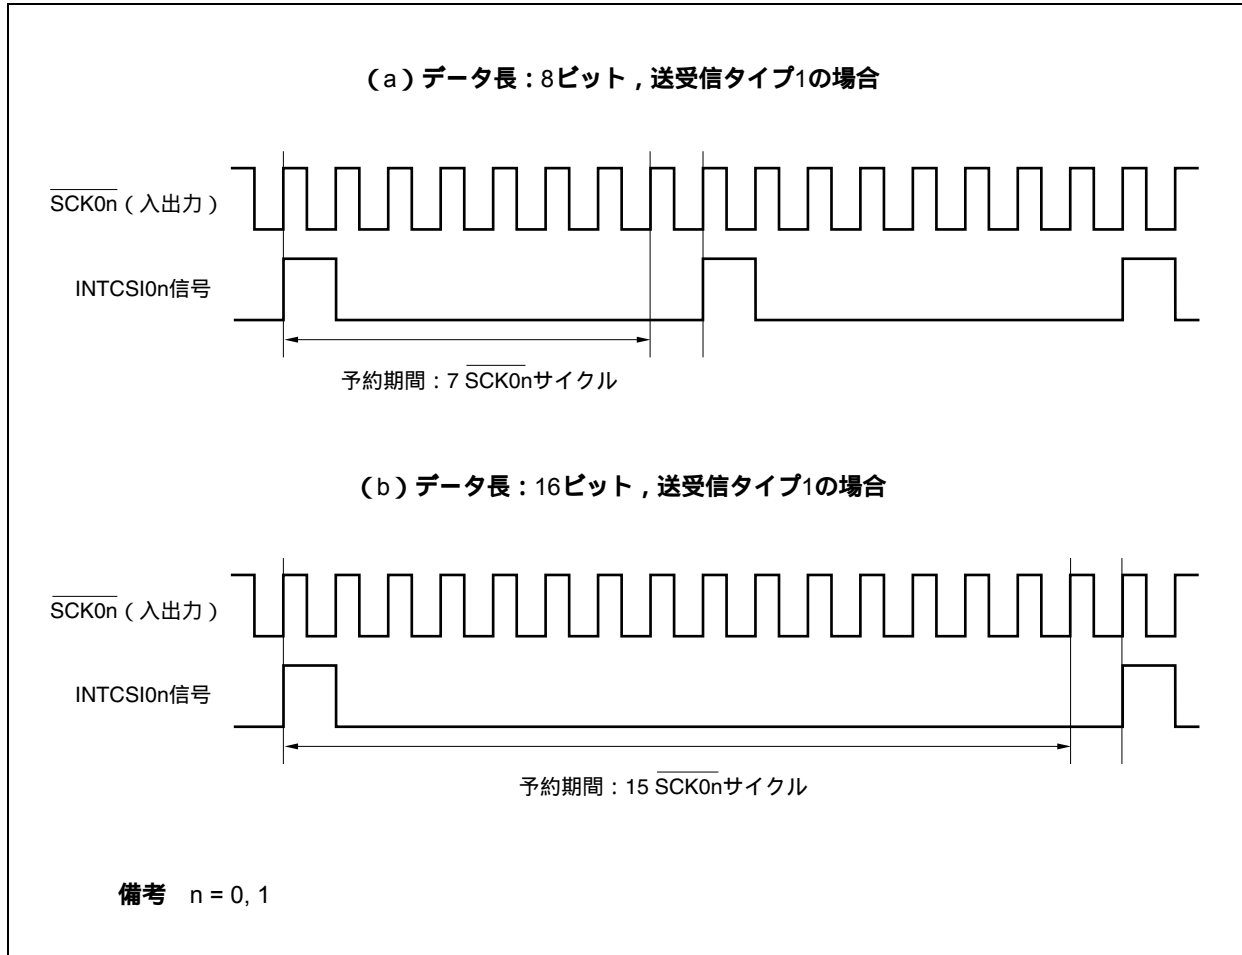 (a)データ長：8ビット，送受信タイプ1の場合
SCK0n（入出力）
INTCSI0n信号
予約期間：7 SCK0nサイクル
(b)データ長：16ビット，送受信タイプ1の場合
SCK0n（入出力）
INTCSI0n信号
予約期間：15 SCK0nサイクル
備考　n = 0, 1